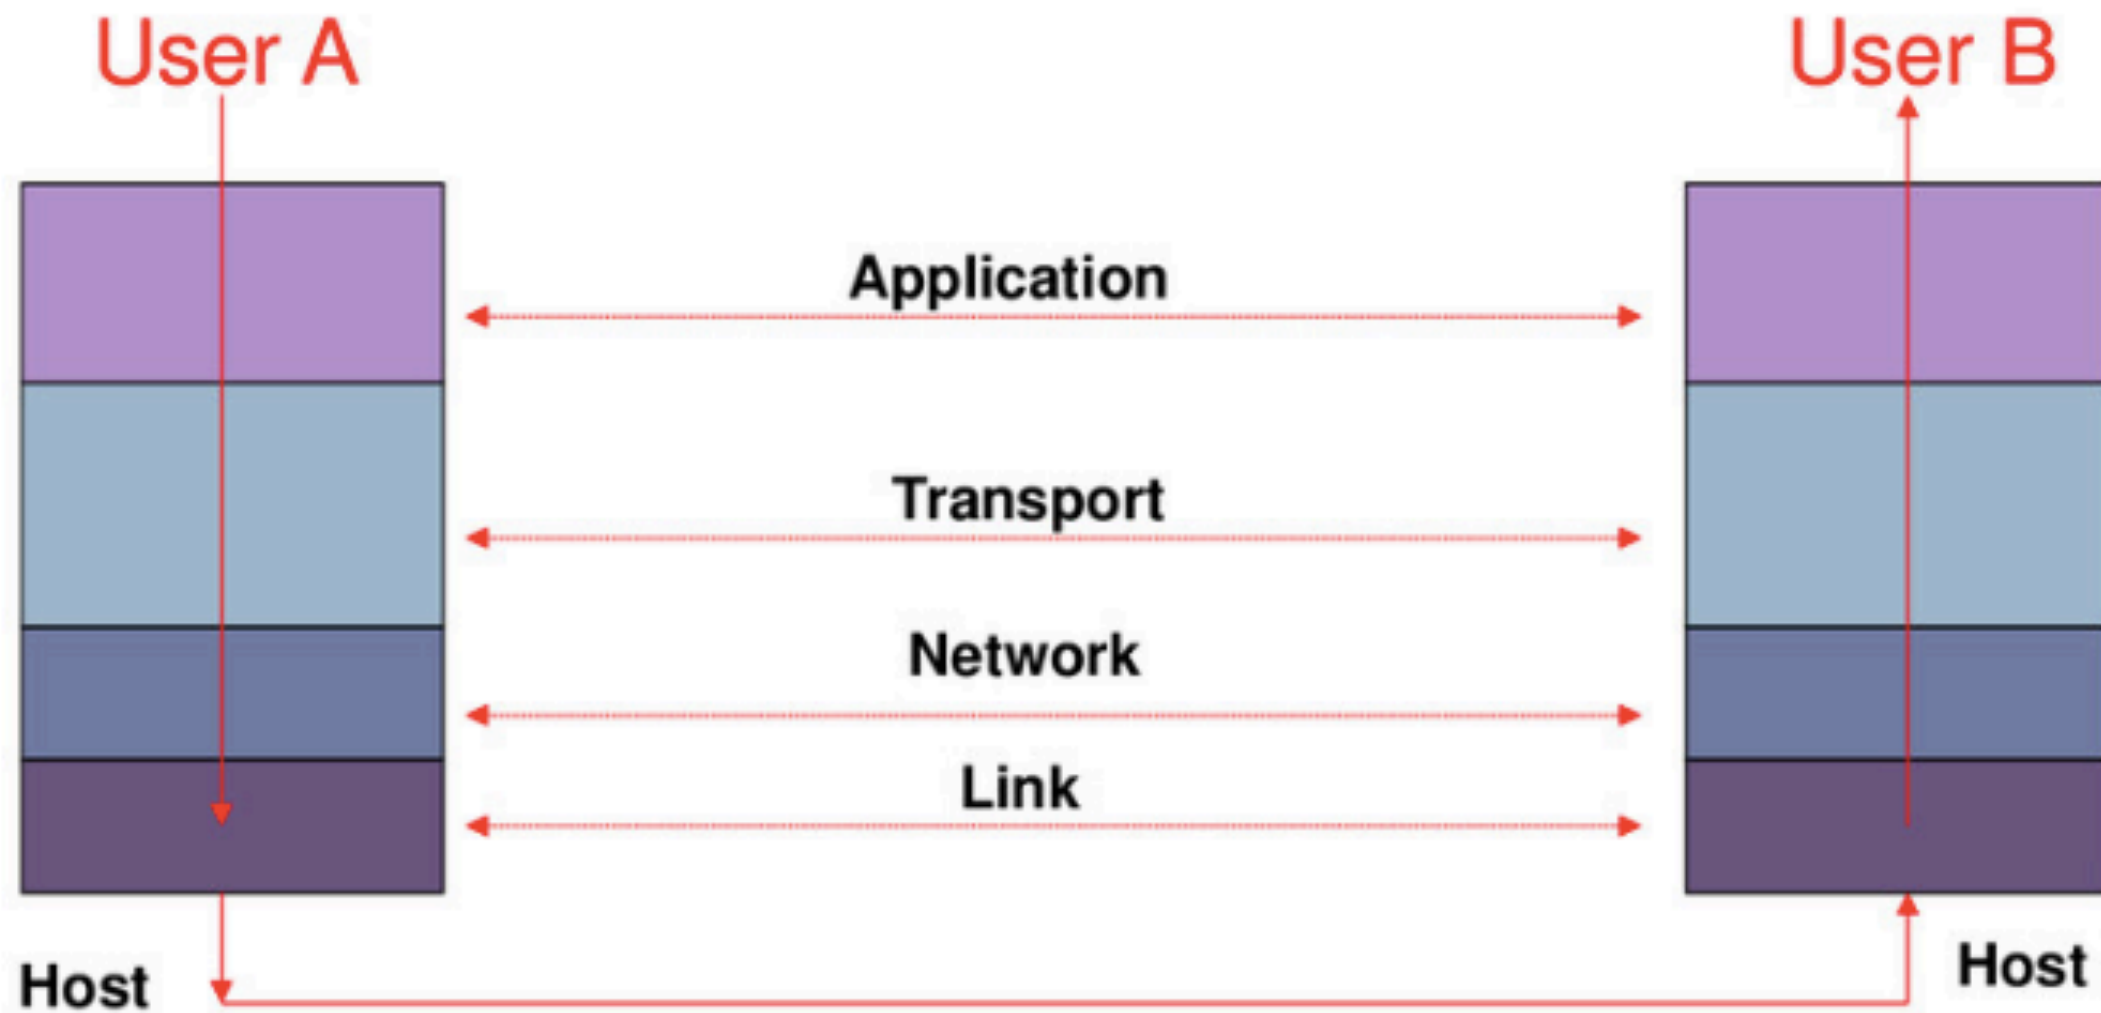 User A
User B
Application
Transport
Network
Link
Host
Host